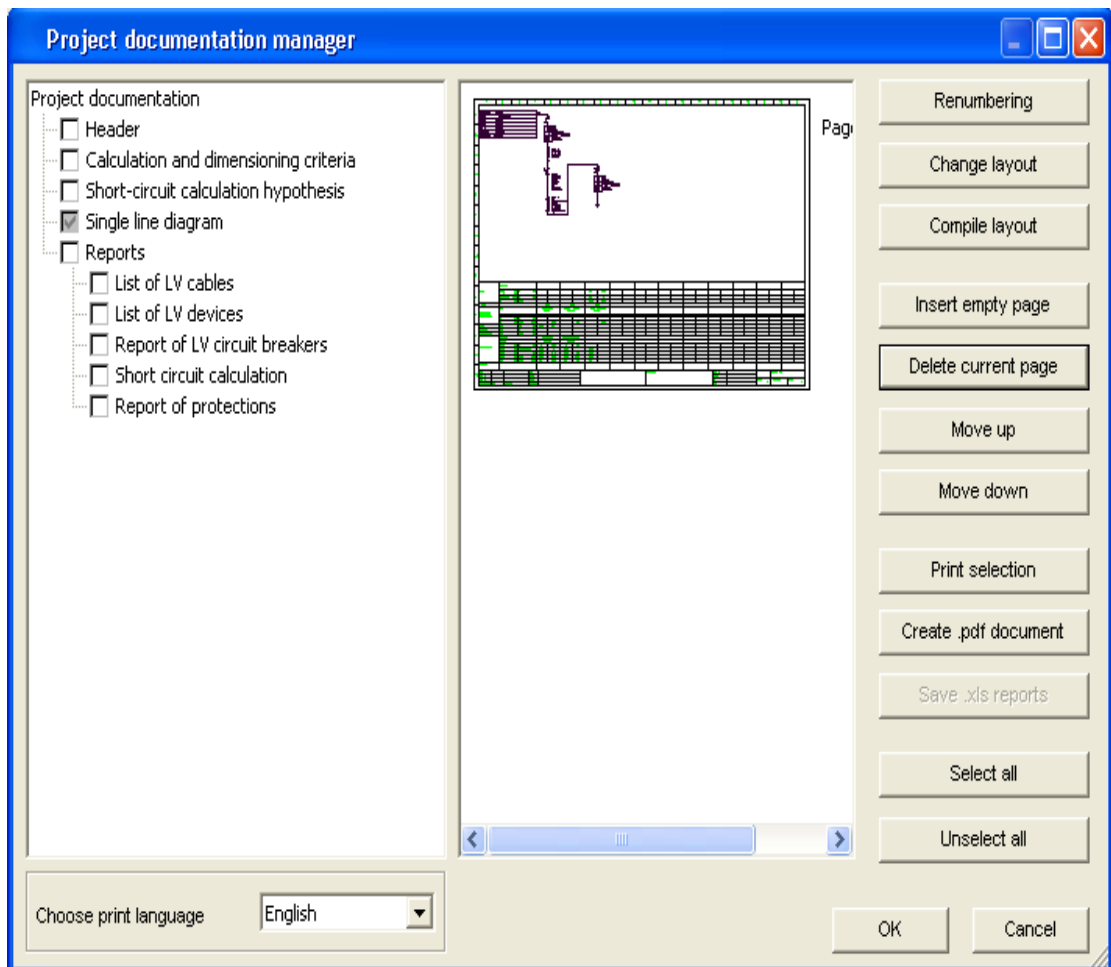 Project documentation manager
Project documentation
Header
Calculation and dimensioning criteria
Short-circuit calculation hypothesis
Single line diagram
Reports
List of LV cables
List of LV devices
Report of LV circuit breakers
Short circuit calculation
Report of protections
Renumbering
Change layout
Compile layout
Insert empty page
Delete current page
Move up
Move down
Print selection
Create .pdf document
Save .xls reports
Select all
Unselect all
Choose print language
English
OK
Cancel